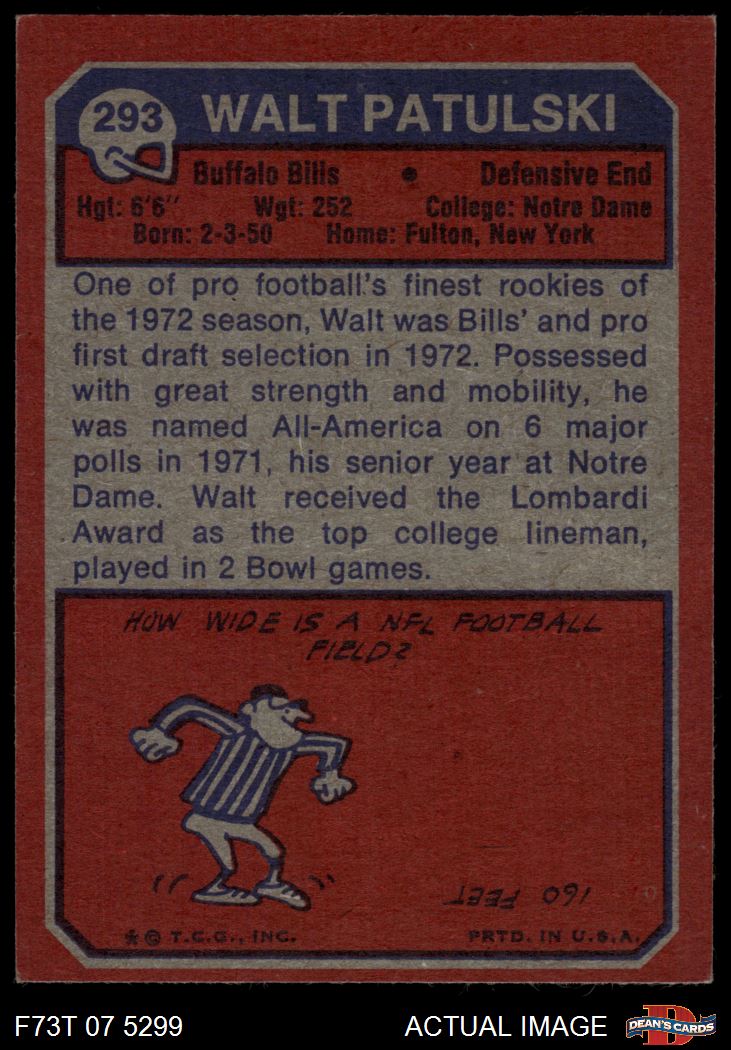 293 WALT PATULSKI
Buffalo Bills • Defensive End
Hgt: 6'6" Wgt: 252 College: Notre Dame
Born: 2-3-50 Home: Fulton, New York
One of pro football's finest rookies of
the 1972 season, Walt was Bills' and pro
first draft selection in 1972. Possessed
with great strength and mobility, he
was named All-America on 6 major
polls in 1971, his senior year at Notre
Dame. Walt received the Lombardi
Award as the top college lineman,
played in 2 Bowl games.
HOW WIDE IS A NFL FOOTBALL
FIELD?
160 FEET
* © T.C.G., INC. PRTD. IN U.S.A.
F73T 07 5299 ACTUAL IMAGE DEAN'S CARDS